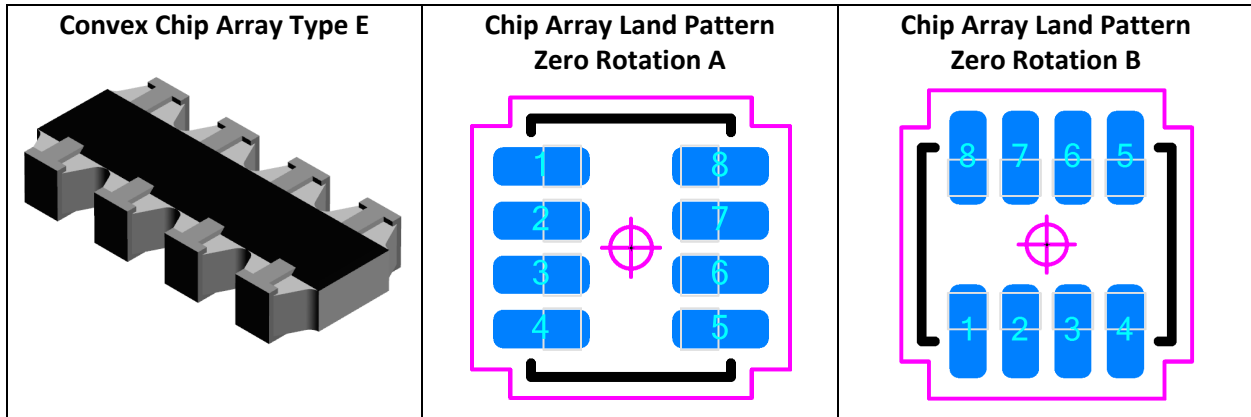 Convex Chip Array Type E
Chip Array Land Pattern
Zero Rotation A
1 8
2 7
3 6
4 5
Chip Array Land Pattern
Zero Rotation B
8 7 6 5
1 2 3 4